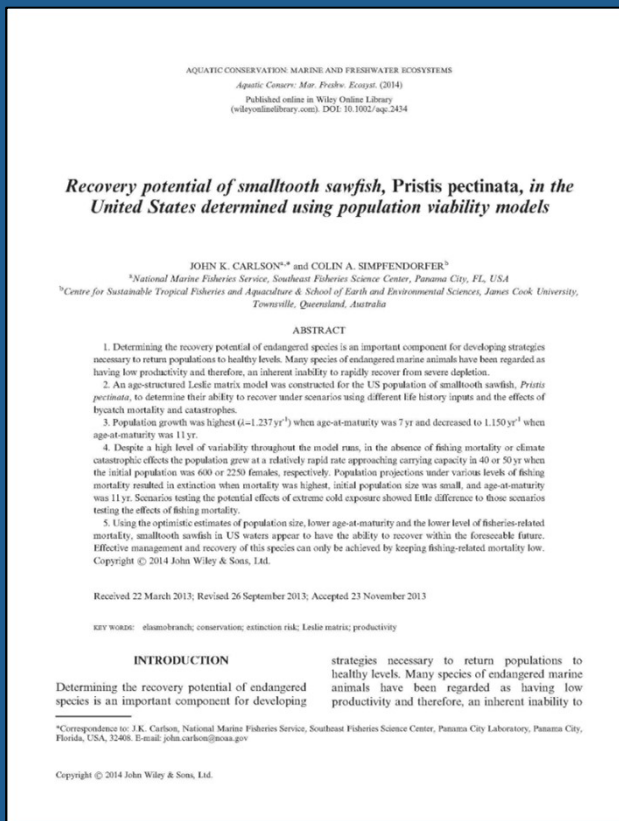 AQUATIC CONSERVATION: MARINE AND FRESHWATER ECOSYSTEMS
Aquatic Conserv: Mar. Freshw. Ecosyst. (2014)
Published online in Wiley Online Library
(wileyonlinelibrary.com). DOI: 10.1002/aqc.2434
Recovery potential of smalltooth sawfish, Pristis pectinata, in the
United States determined using population viability models
JOHN K. CARLSONa,* and COLIN A. SIMPFENDORFERb
aNational Marine Fisheries Service, Southeast Fisheries Science Center, Panama City, FL, USA
bCentre for Sustainable Tropical Fisheries and Aquaculture & School of Earth and Environmental Sciences, James Cook University,
Townsville, Queensland, Australia
ABSTRACT
1. Determining the recovery potential of endangered species is an important component for developing strategies
necessary to return populations to healthy levels. Many species of endangered marine animals have been regarded as
having low productivity and therefore, an inherent inability to rapidly recover from severe depletion.
2. An age-structured Leslie matrix model was constructed for the US population of smalltooth sawfish, Pristis
pectinata, to determine their ability to recover under scenarios using different life history inputs and the effects of
bycatch mortality and catastrophes.
3. Population growth was highest (λ=1.237 yr-1) when age-at-maturity was 7 yr and decreased to 1.150 yr-1 when
age-at-maturity was 11 yr.
4. Despite a high level of variability throughout the model runs, in the absence of fishing mortality or climate
catastrophic effects the population grew at a relatively rapid rate approaching carrying capacity in 40 or 50 yr when
the initial population was 600 or 2250 females, respectively. Population projections under various levels of fishing
mortality resulted in extinction when mortality was highest, initial population size was small, and age-at-maturity
was 11 yr. Scenarios testing the potential effects of extreme cold exposure showed little difference to those scenarios
testing the effects of fishing mortality.
5. Using the optimistic estimates of population size, lower age-at-maturity and the lower level of fisheries-related
mortality, smalltooth sawfish in US waters appear to have the ability to recover within the foreseeable future.
Effective management and recovery of this species can only be achieved by keeping fishing-related mortality low.
Copyright © 2014 John Wiley & Sons, Ltd.
Received 22 March 2013; Revised 26 September 2013; Accepted 23 November 2013
KEY WORDS: elasmobranch; conservation; extinction risk; Leslie matrix; productivity
INTRODUCTION
Determining the recovery potential of endangered
species is an important component for developing
strategies necessary to return populations to
healthy levels. Many species of endangered marine
animals have been regarded as having low
productivity and therefore, an inherent inability to
*Correspondence to: J.K. Carlson, National Marine Fisheries Service, Southeast Fisheries Science Center, Panama City Laboratory, Panama City,
Florida, USA, 32408. E-mail: john.carlson@noaa.gov
Copyright © 2014 John Wiley & Sons, Ltd.